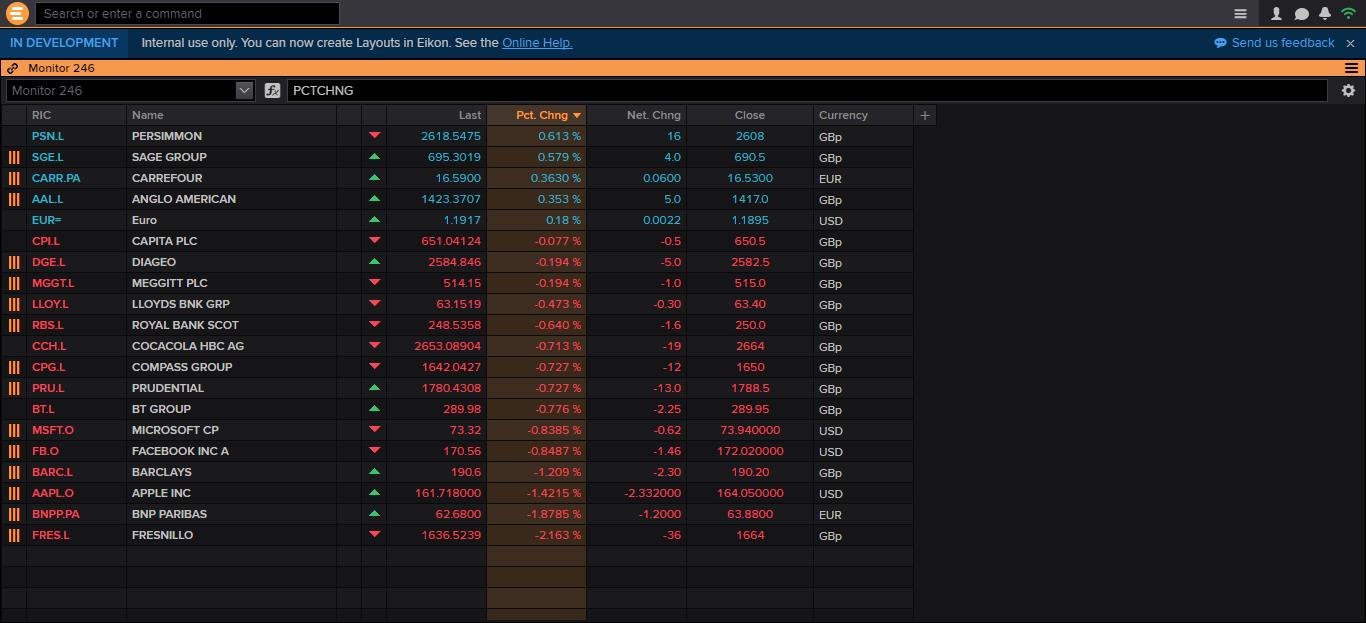 Search or enter a command
IN DEVELOPMENT Internal use only. You can now create Layouts in Eikon. See the Online Help. Send us feedback
Monitor 246
Monitor 246 fx PCTCHNG
RIC Name Last Pct. Chng Net. Chng Close Currency +
PSN.L PERSIMMON 2618.5475 0.613 % 16 2608 GBp
SGE.L SAGE GROUP 695.3019 0.579 % 4.0 690.5 GBp
CARR.PA CARREFOUR 16.5900 0.3630 % 0.0600 16.5300 EUR
AAL.L ANGLO AMERICAN 1423.3707 0.353 % 5.0 1417.0 GBp
EUR= Euro 1.1917 0.18 % 0.0022 1.1895 USD
CPI.L CAPITA PLC 651.04124 -0.077 % -0.5 650.5 GBp
DGE.L DIAGEO 2584.846 -0.194 % -5.0 2582.5 GBp
MGGT.L MEGGITT PLC 514.15 -0.194 % -1.0 515.0 GBp
LLOY.L LLOYDS BNK GRP 63.1519 -0.473 % -0.30 63.40 GBp
RBS.L ROYAL BANK SCOT 248.5358 -0.640 % -1.6 250.0 GBp
CCH.L COCACOLA HBC AG 2653.08904 -0.713 % -19 2664 GBp
CPG.L COMPASS GROUP 1642.0427 -0.727 % -12 1650 GBp
PRU.L PRUDENTIAL 1780.4308 -0.727 % -13.0 1788.5 GBp
BT.L BT GROUP 289.98 -0.776 % -2.25 289.95 GBp
MSFT.O MICROSOFT CP 73.32 -0.8385 % -0.62 73.940000 USD
FB.O FACEBOOK INC A 170.56 -0.8487 % -1.46 172.020000 USD
BARC.L BARCLAYS 190.6 -1.209 % -2.30 190.20 GBp
AAPL.O APPLE INC 161.718000 -1.4215 % -2.332000 164.050000 USD
BNPP.PA BNP PARIBAS 62.6800 -1.8785 % -1.2000 63.8800 EUR
FRES.L FRESNILLO 1636.5239 -2.163 % -36 1664 GBp